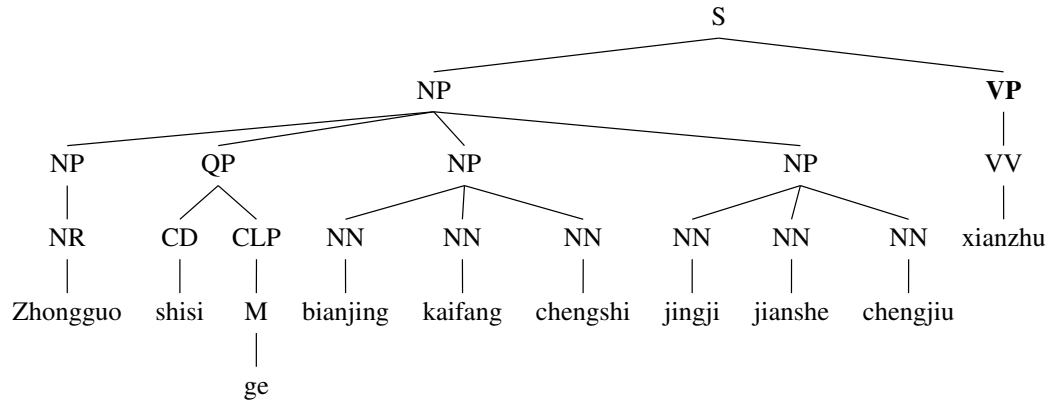 S
NP VP
NP QP NP NP VV
NR CD CLP NN NN NN NN NN NN xianzhu
Zhongguo shisi M bianjing kaifang chengshi jingji jianshe chengjiu
ge